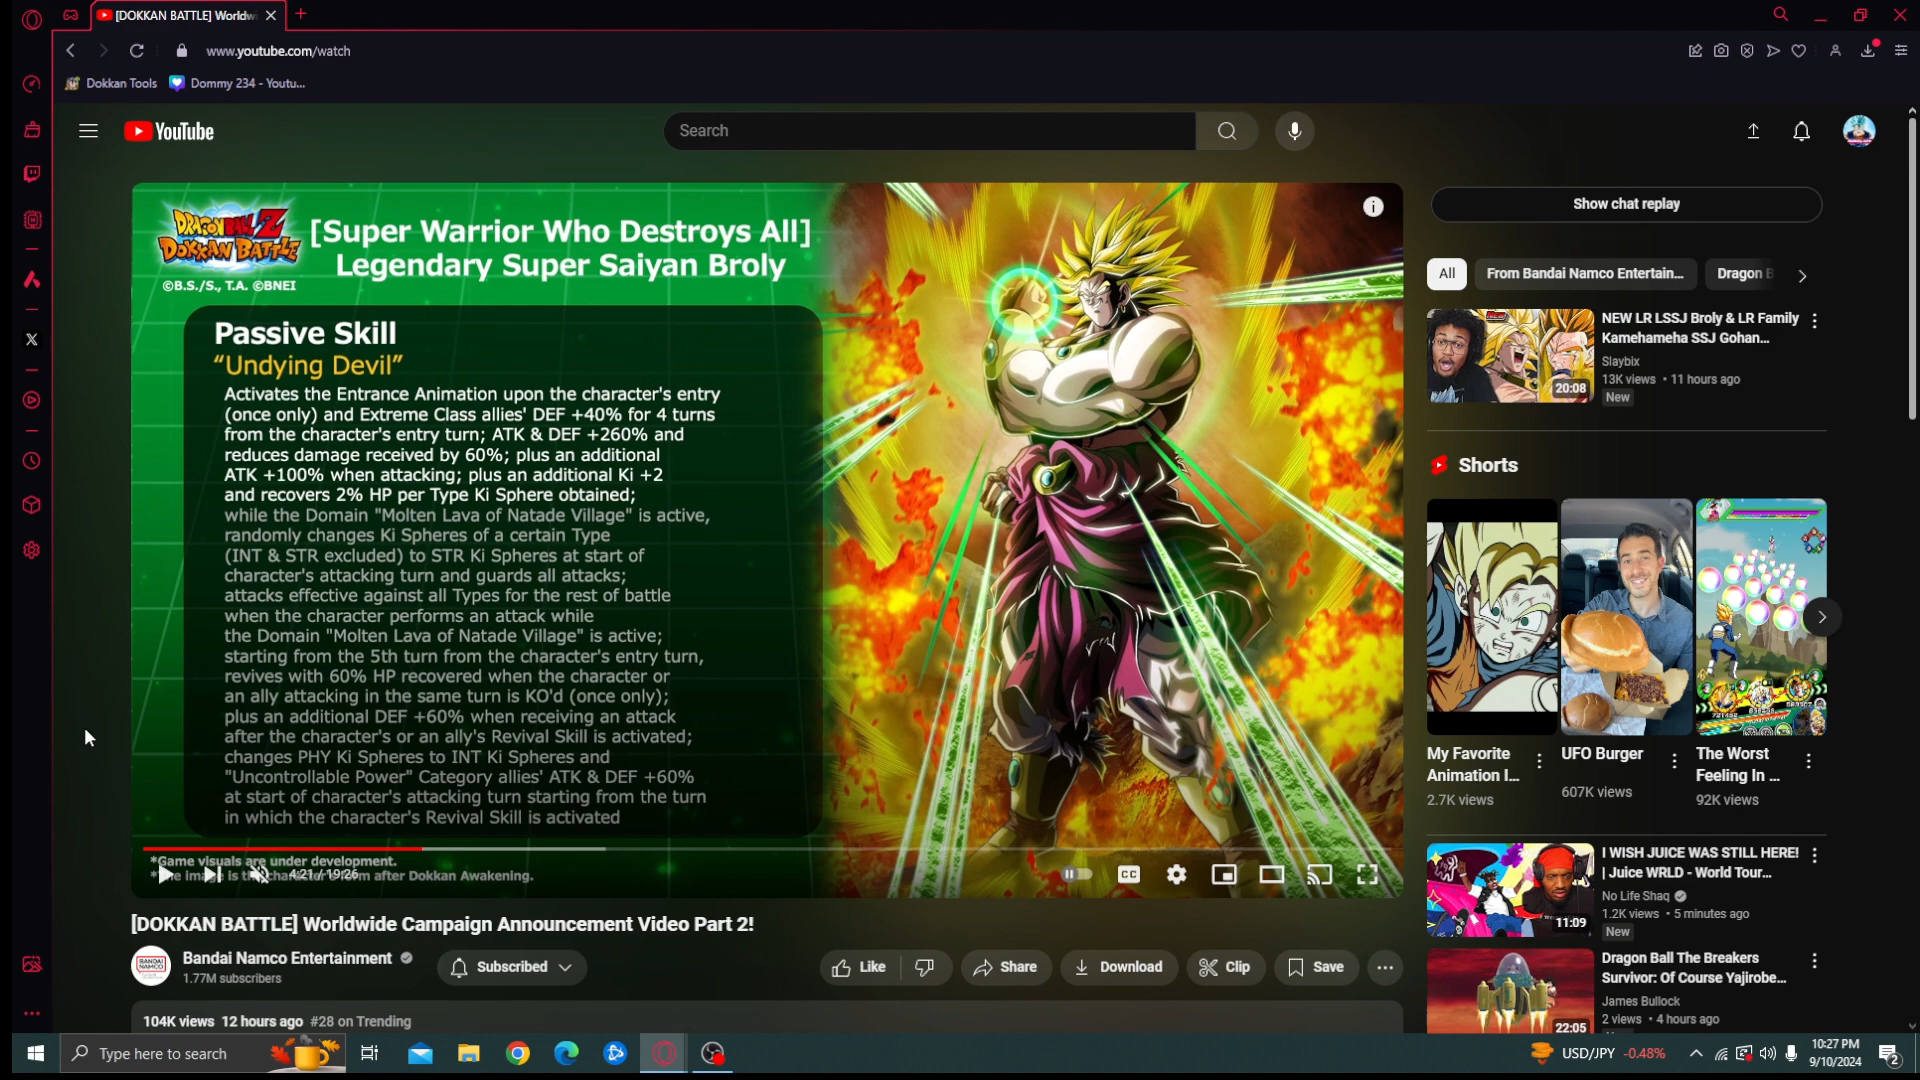 [DOKKAN BATTLE] Worldw
www.youtube.com/watch
Dokkan Tools
Dommy 234 - Youtu...
YouTube
Search
Show chat replay
DRAGON BALL Z
DOKKAN BATTLE
©B.S./S., T.A. ©BNEI
[Super Warrior Who Destroys All]
Legendary Super Saiyan Broly
Passive Skill
“Undying Devil”
Activates the Entrance Animation upon the character's entry
(once only) and Extreme Class allies' DEF +40% for 4 turns
from the character's entry turn; ATK & DEF +260% and
reduces damage received by 60%; plus an additional
ATK +100% when attacking; plus an additional Ki +2
and recovers 2% HP per Type Ki Sphere obtained;
while the Domain "Molten Lava of Natade Village" is active,
randomly changes Ki Spheres of a certain Type
(INT & STR excluded) to STR Ki Spheres at start of
character's attacking turn and guards all attacks;
attacks effective against all Types for the rest of battle
when the character performs an attack while
the Domain "Molten Lava of Natade Village" is active;
starting from the 5th turn from the character's entry turn,
revives with 60% HP recovered when the character or
an ally attacking in the same turn is KO'd (once only);
plus an additional DEF +60% when receiving an attack
after the character's or an ally's Revival Skill is activated;
changes PHY Ki Spheres to INT Ki Spheres and
"Uncontrollable Power" Category allies' ATK & DEF +60%
at start of character's attacking turn starting from the turn
in which the character's Revival Skill is activated
*Game visuals are under development.
4:21 / 19:26
form after Dokkan Awakening.
CC
[DOKKAN BATTLE] Worldwide Campaign Announcement Video Part 2!
BANDAI
NAMCO
Bandai Namco Entertainment
1.77M subscribers
Subscribed
Like
Share
Download
Clip
Save
104K views 12 hours ago #28 on Trending
All
From Bandai Namco Entertain...
Dragon B
NEW LR LSSJ Broly & LR Family
Kamehameha SSJ Gohan...
Slaybix
13K views • 11 hours ago
New
20:08
Shorts
My Favorite
Animation I...
2.7K views
UFO Burger
607K views
The Worst
Feeling In ...
92K views
I WISH JUICE WAS STILL HERE!
| Juice WRLD - World Tour...
No Life Shaq
1.2K views • 5 minutes ago
New
11:09
Dragon Ball The Breakers
Survivor: Of Course Yajirobe...
James Bullock
2 views • 4 hours ago
22:05
Type here to search
USD/JPY -0.48%
10:27 PM
9/10/2024
2